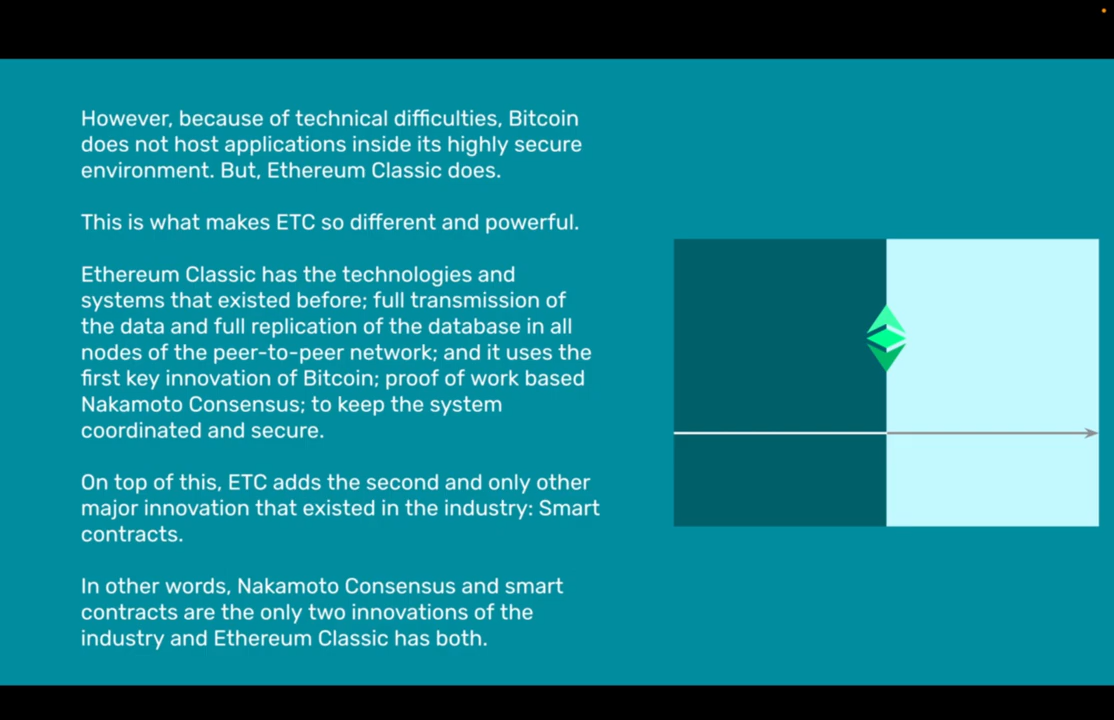 However, because of technical difficulties, Bitcoin
does not host applications inside its highly secure
environment. But, Ethereum Classic does.
This is what makes ETC so different and powerful.
Ethereum Classic has the technologies and
systems that existed before; full transmission of
the data and full replication of the database in all
nodes of the peer-to-peer network; and it uses the
first key innovation of Bitcoin; proof of work based
Nakamoto Consensus; to keep the system
coordinated and secure.
On top of this, ETC adds the second and only other
major innovation that existed in the industry: Smart
contracts.
In other words, Nakamoto Consensus and smart
contracts are the only two innovations of the
industry and Ethereum Classic has both.